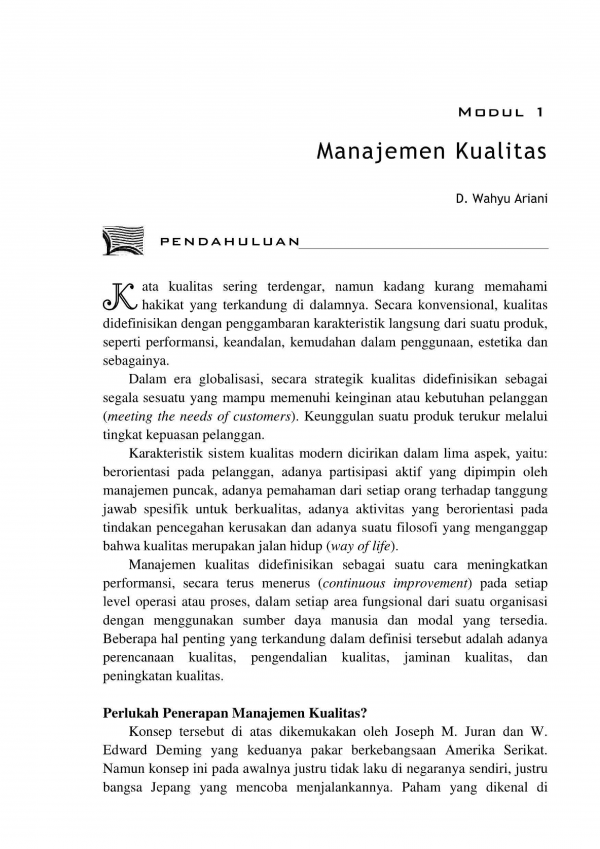 MODUL 1
Manajemen Kualitas
D. Wahyu Ariani
PENDAHULUAN
Kata kualitas sering terdengar, namun kadang kurang memahami
hakikat yang terkandung di dalamnya. Secara konvensional, kualitas
didefinisikan dengan penggambaran karakteristik langsung dari suatu produk,
seperti performansi, keandalan, kemudahan dalam penggunaan, estetika dan
sebagainya.
Dalam era globalisasi, secara strategik kualitas didefinisikan sebagai
segala sesuatu yang mampu memenuhi keinginan atau kebutuhan pelanggan
(meeting the needs of customers). Keunggulan suatu produk terukur melalui
tingkat kepuasan pelanggan.
Karakteristik sistem kualitas modern dicirikan dalam lima aspek, yaitu:
berorientasi pada pelanggan, adanya partisipasi aktif yang dipimpin oleh
manajemen puncak, adanya pemahaman dari setiap orang terhadap tanggung
jawab spesifik untuk berkualitas, adanya aktivitas yang berorientasi pada
tindakan pencegahan kerusakan dan adanya suatu filosofi yang menganggap
bahwa kualitas merupakan jalan hidup (way of life).
Manajemen kualitas didefinisikan sebagai suatu cara meningkatkan
performansi, secara terus menerus (continuous improvement) pada setiap
level operasi atau proses, dalam setiap area fungsional dari suatu organisasi
dengan menggunakan sumber daya manusia dan modal yang tersedia.
Beberapa hal penting yang terkandung dalam definisi tersebut adalah adanya
perencanaan kualitas, pengendalian kualitas, jaminan kualitas, dan
peningkatan kualitas.
Perlukah Penerapan Manajemen Kualitas?
Konsep tersebut di atas dikemukakan oleh Joseph M. Juran dan W.
Edward Deming yang keduanya pakar berkebangsaan Amerika Serikat.
Namun konsep ini pada awalnya justru tidak laku di negaranya sendiri, justru
bangsa Jepang yang mencoba menjalankannya. Paham yang dikenal di